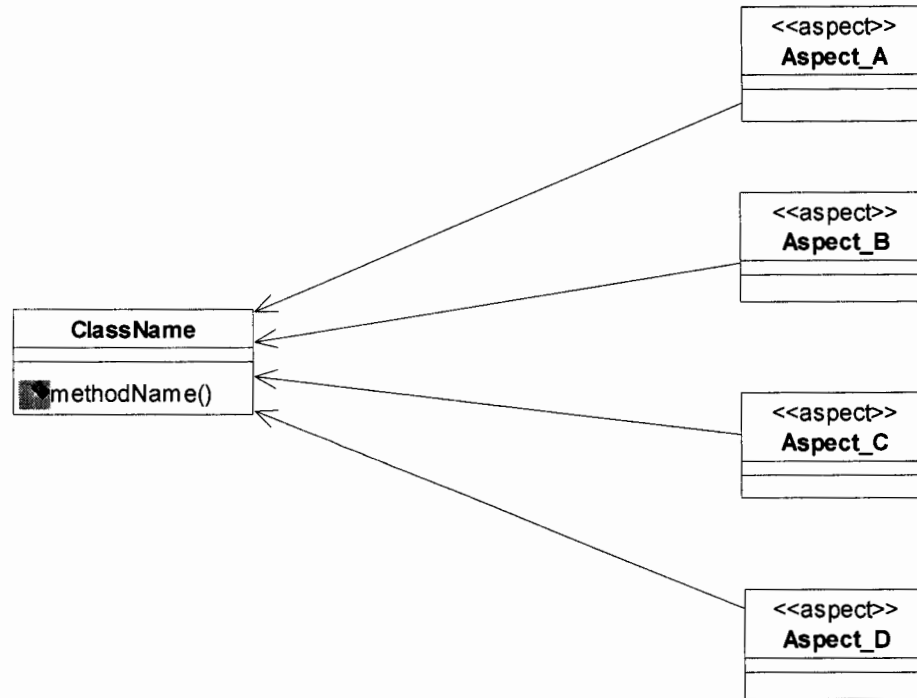 <<aspect>>
Aspect_A
<<aspect>>
Aspect_B
ClassName
methodName()
<<aspect>>
Aspect_C
<<aspect>>
Aspect_D